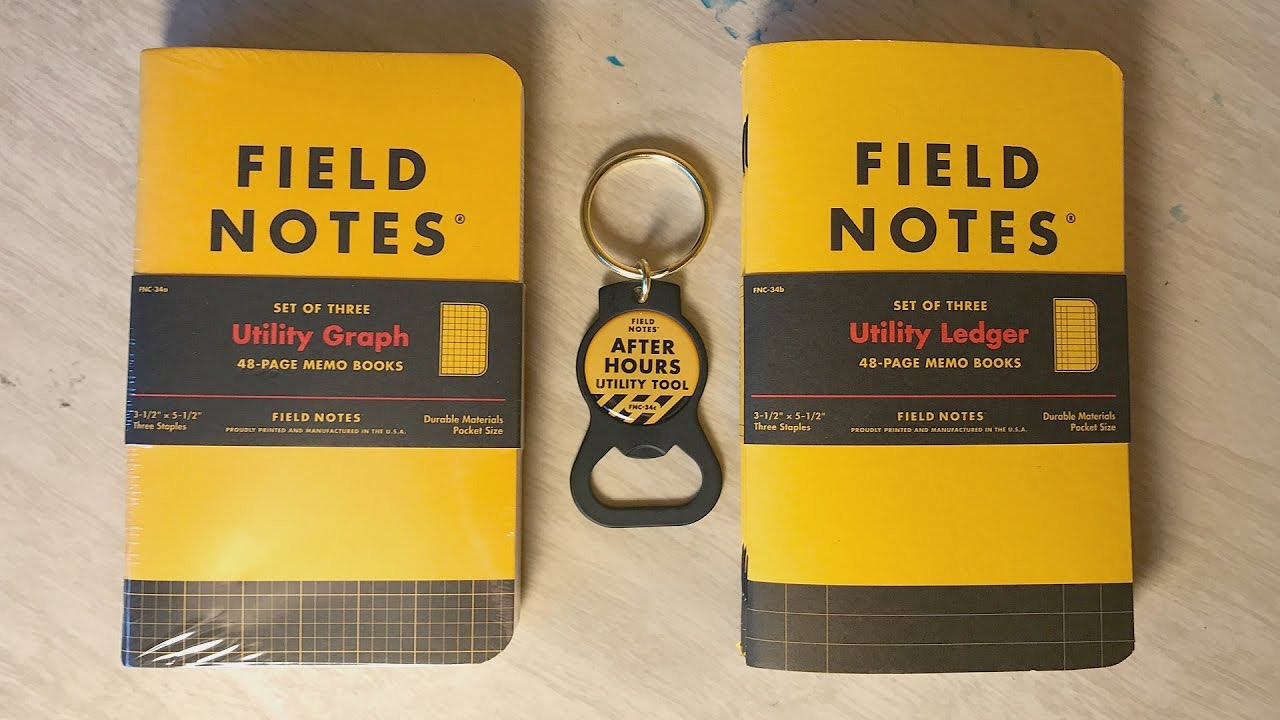 FIELD
NOTES®
FNC-34a
SET OF THREE
Utility Graph
48-PAGE MEMO BOOKS
3-1/2" × 5-1/2"
Three Staples
FIELD NOTES
PROUDLY PRINTED AND MANUFACTURED IN THE U.S.A.
Durable Materials
Pocket Size
FIELD
NOTES
AFTER
HOURS
UTILITY TOOL
FNC-34c
FIELD
NOTES®
FNC-34b
SET OF THREE
Utility Ledger
48-PAGE MEMO BOOKS
3-1/2" × 5-1/2"
Three Staples
FIELD NOTES
PROUDLY PRINTED AND MANUFACTURED IN THE U.S.A.
Durable Materials
Pocket Size